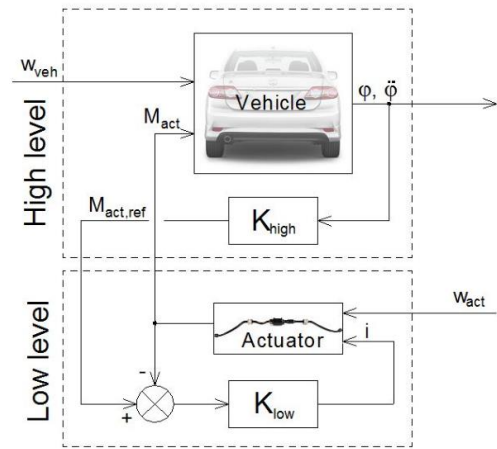 w_veh
Vehicle
φ, φ̈
M_act
High level
M_act,ref
K_high
w_act
Low level
Actuator
i
-
+
K_low